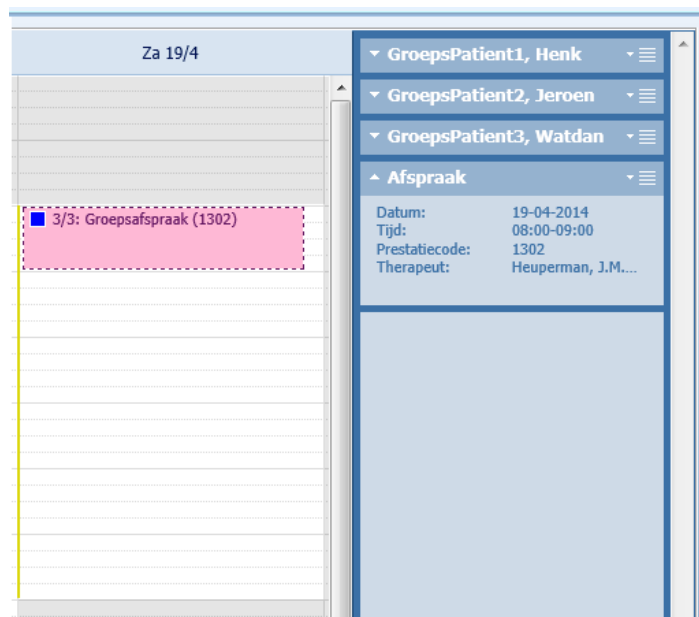 Za 19/4
3/3: Groepsafspraak (1302)
GroepsPatient1, Henk
GroepsPatient2, Jeroen
GroepsPatient3, Watdan
Afspraak
Datum: 19-04-2014
Tijd: 08:00-09:00
Prestatiecode: 1302
Therapeut: Heuperman, J.M....